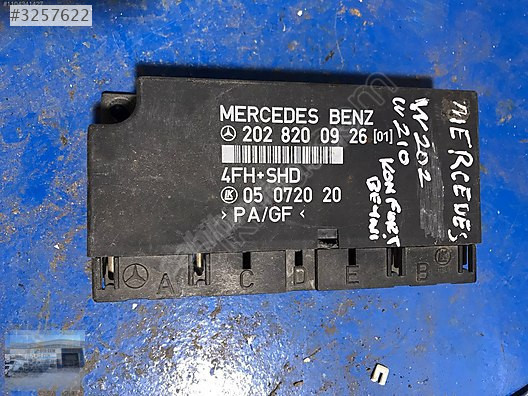 #3257622
MERCEDES BENZ
202 820 09 26 [01]
4FH+SHD
LK 05 0720 20
> PA/GF <
A H C D E B
MERCEDES
W202
W210
KONFORT
BEYNİ